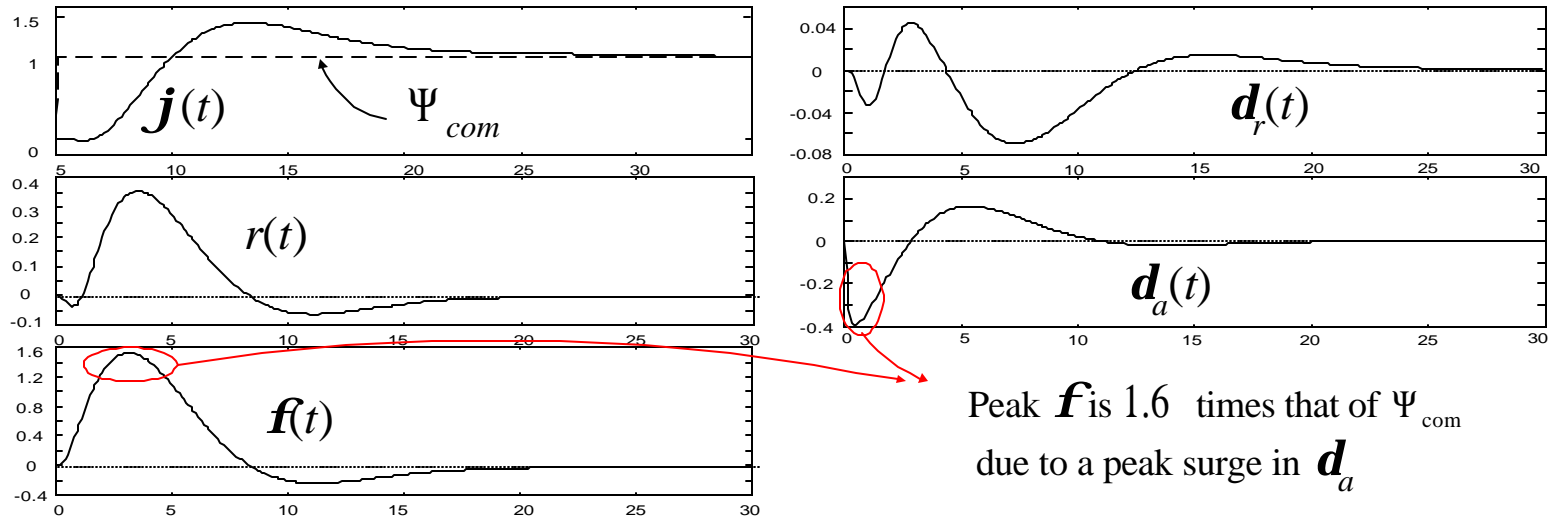 1.5
1
0
j(t)
Ψcom
5 10 15 20 25 30
0.4
0.3
0.2
0.1
0
-0.1
r(t)
0 5 10 15 20 25 30
1.6
1.2
0.8
0.4
0
-0.4
f(t)
0 5 10 15 20 25 30
0.04
0
-0.04
-0.08
dr(t)
0 5 10 15 20 25 30
0.2
0
-0.2
-0.4
da(t)
0 5 10 15 20 25 30
Peak f is 1.6 times that of Ψcom
due to a peak surge in da